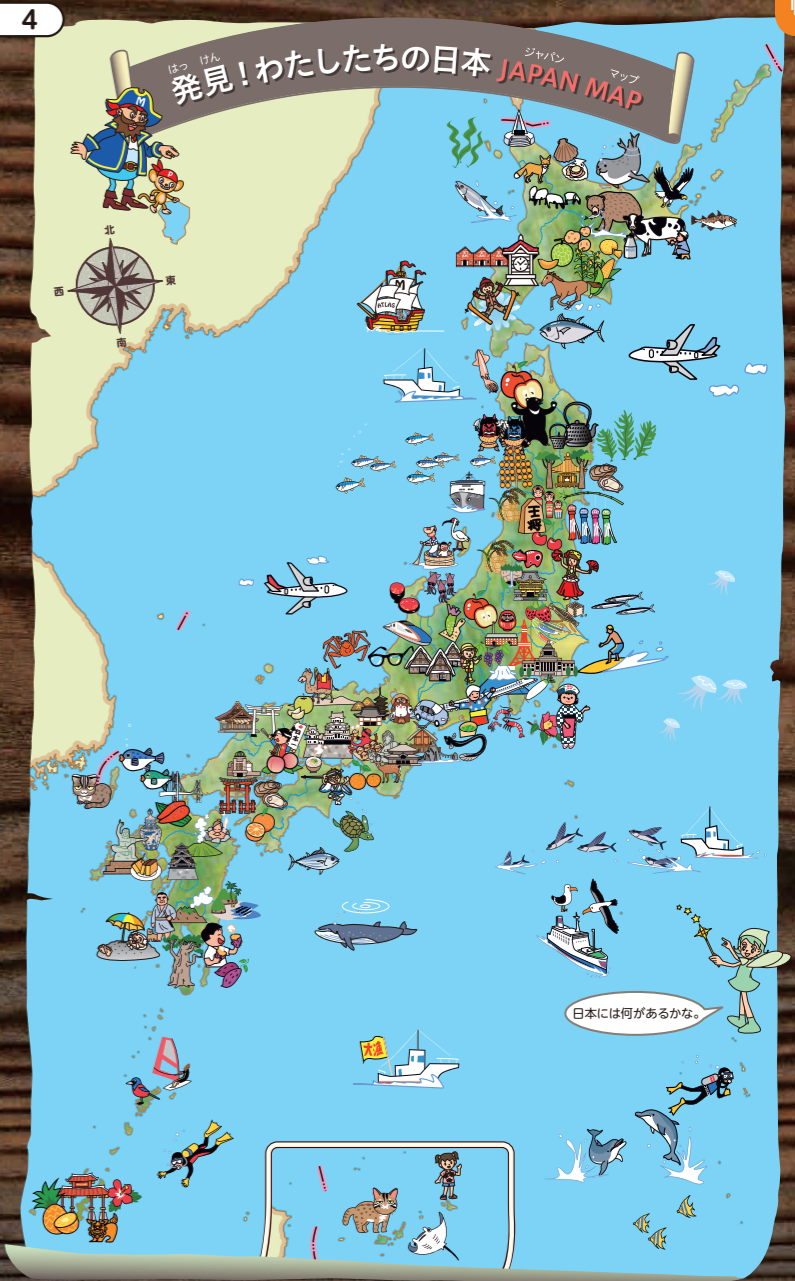 4
はっ けん
発見！わたしたちの日本
ジャパン マップ
JAPAN MAP
M
北
西
東
南
M
ATLAS
王将
日本には何があるかな。
大漁